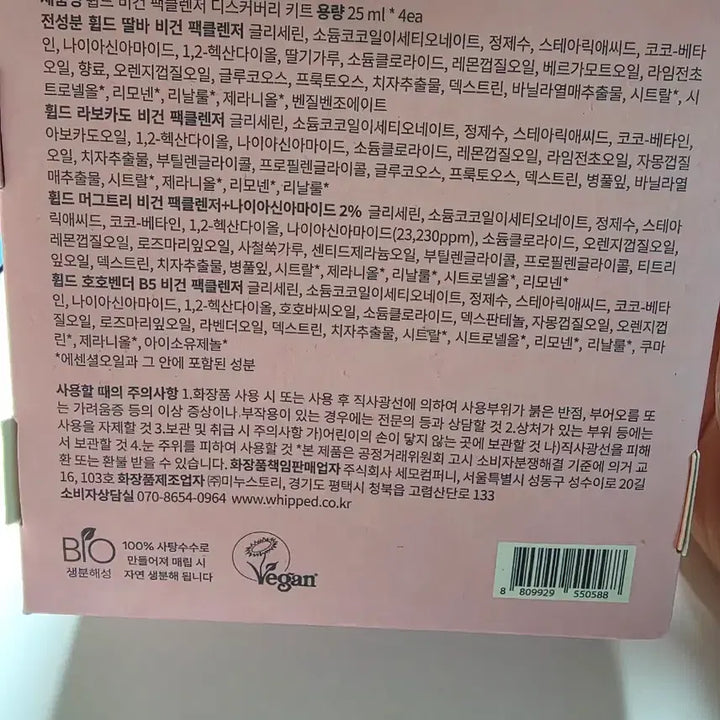 제품명 휩드 비건 팩클렌저 디스커버리 키트 용량 25 ml * 4ea
전성분 휩드 딸바 비건 팩클렌저 글리세린, 소듐코코일이세티오네이트, 정제수, 스테아릭애씨드, 코코-베타
인, 나이아신아마이드, 1,2-헥산다이올, 딸기가루, 소듐클로라이드, 레몬껍질오일, 베르가모트오일, 라임전초
오일, 향료, 오렌지껍질오일, 글루코오스, 프룩토오스, 치자추출물, 덱스트린, 바닐라열매추출물, 시트랄*, 시
트로넬올*, 리모넨*, 리날룰*, 제라니올*, 벤질벤조에이트
휩드 라보카도 비건 팩클렌저 글리세린, 소듐코코일이세티오네이트, 정제수, 스테아릭애씨드, 코코-베타인,
아보카도오일, 1,2-헥산다이올, 나이아신아마이드, 소듐클로라이드, 레몬껍질오일, 라임전초오일, 자몽껍질
오일, 치자추출물, 부틸렌글라이콜, 프로필렌글라이콜, 글루코오스, 프룩토오스, 덱스트린, 병풀잎, 바닐라열
매추출물, 시트랄*, 제라니올*, 리모넨*, 리날룰*
휩드 머그트리 비건 팩클렌저+나이아신아마이드 2% 글리세린, 소듐코코일이세티오네이트, 정제수, 스테아
릭애씨드, 코코-베타인, 1,2-헥산다이올, 나이아신아마이드(23,230ppm), 소듐클로라이드, 오렌지껍질오일,
레몬껍질오일, 로즈마리잎오일, 사철쑥가루, 센티드제라늄오일, 부틸렌글라이콜, 프로필렌글라이콜, 티트리
잎오일, 덱스트린, 치자추출물, 병풀잎, 시트랄*, 제라니올*, 리날룰*, 시트로넬올*, 리모넨*
휩드 호호벤더 B5 비건 팩클렌저 글리세린, 소듐코코일이세티오네이트, 정제수, 스테아릭애씨드, 코코-베타
인, 나이아신아마이드, 1,2-헥산다이올, 호호바씨오일, 소듐클로라이드, 덱스판테놀, 자몽껍질오일, 오렌지껍
질오일, 로즈마리잎오일, 라벤더오일, 덱스트린, 치자추출물, 시트랄*, 시트로넬올*, 리모넨*, 리날룰*, 쿠마
린*, 제라니올*, 아이소유제놀*
*에센셜오일과 그 안에 포함된 성분
사용할 때의 주의사항 1.화장품 사용 시 또는 사용 후 직사광선에 의하여 사용부위가 붉은 반점, 부어오름 또
는 가려움증 등의 이상 증상이나 부작용이 있는 경우에는 전문의 등과 상담할 것 2.상처가 있는 부위 등에는
사용을 자제할 것 3.보관 및 취급 시 주의사항 가)어린이의 손이 닿지 않는 곳에 보관할 것 나)직사광선을 피해
서 보관할 것 4.눈 주위를 피하여 사용할 것 *본 제품은 공정거래위원회 고시 소비자분쟁해결 기준에 의거 교
환 또는 환불 받을 수 있습니다. 화장품책임판매업자 주식회사 세모컴퍼니, 서울특별시 성동구 성수이로 20길
16, 103호 화장품제조업자 ㈜미누스토리, 경기도 평택시 청북읍 고렴산단로 133
소비자상담실 070-8654-0964 www.whipped.co.kr
BIO
생분해성
100% 사탕수수로
만들어져 매립 시
자연 생분해 됩니다
Vegan
8 809929 550588